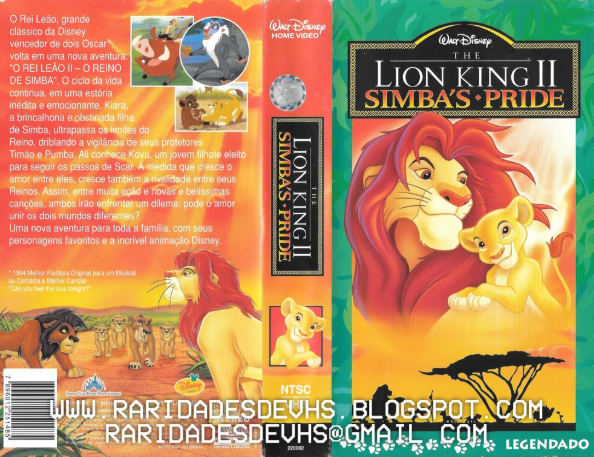 O Rei Leão, grande
clássico da Disney
vencedor de dois Oscar*
volta em uma nova aventura:
"O REI LEÃO II – O REINO
DE SIMBA". O ciclo da vida
continua, em uma estória
inédita e emocionante. Kiara,
a brincalhona e obstinada filha
de Simba, ultrapassa os limites do
Reino, driblando a vigilância de seus protetores
Timão e Pumba. Ali conhece Kovu, um jovem filhote eleito
para seguir os passos de Scar. À medida que cresce o
amor entre eles, cresce também a rivalidade entre seus
Reinos. Assim, entre muita ação e novas e belíssimas
canções, ambos irão enfrentar um dilema: pode o amor
unir os dois mundos diferentes?
Uma nova aventura para toda a família, com seus
personagens favoritos e a incrível animação Disney.
* 1994 Melhor Partitura Original para um Musical
ou Comédia e Melhor Canção
"Can you feel the love tonight?"
Disney
WALT DISNEY
HOME VIDEO
THE
LION KING II
SIMBA'S · PRIDE
NTSC
220002
WALT DISNEY
THE
LION KING II
SIMBA'S · PRIDE
LEGENDADO
WWW.RARIDADESDEVHS.BLOGSPOT.COM
RARIDADESDEVHS@GMAIL.COM